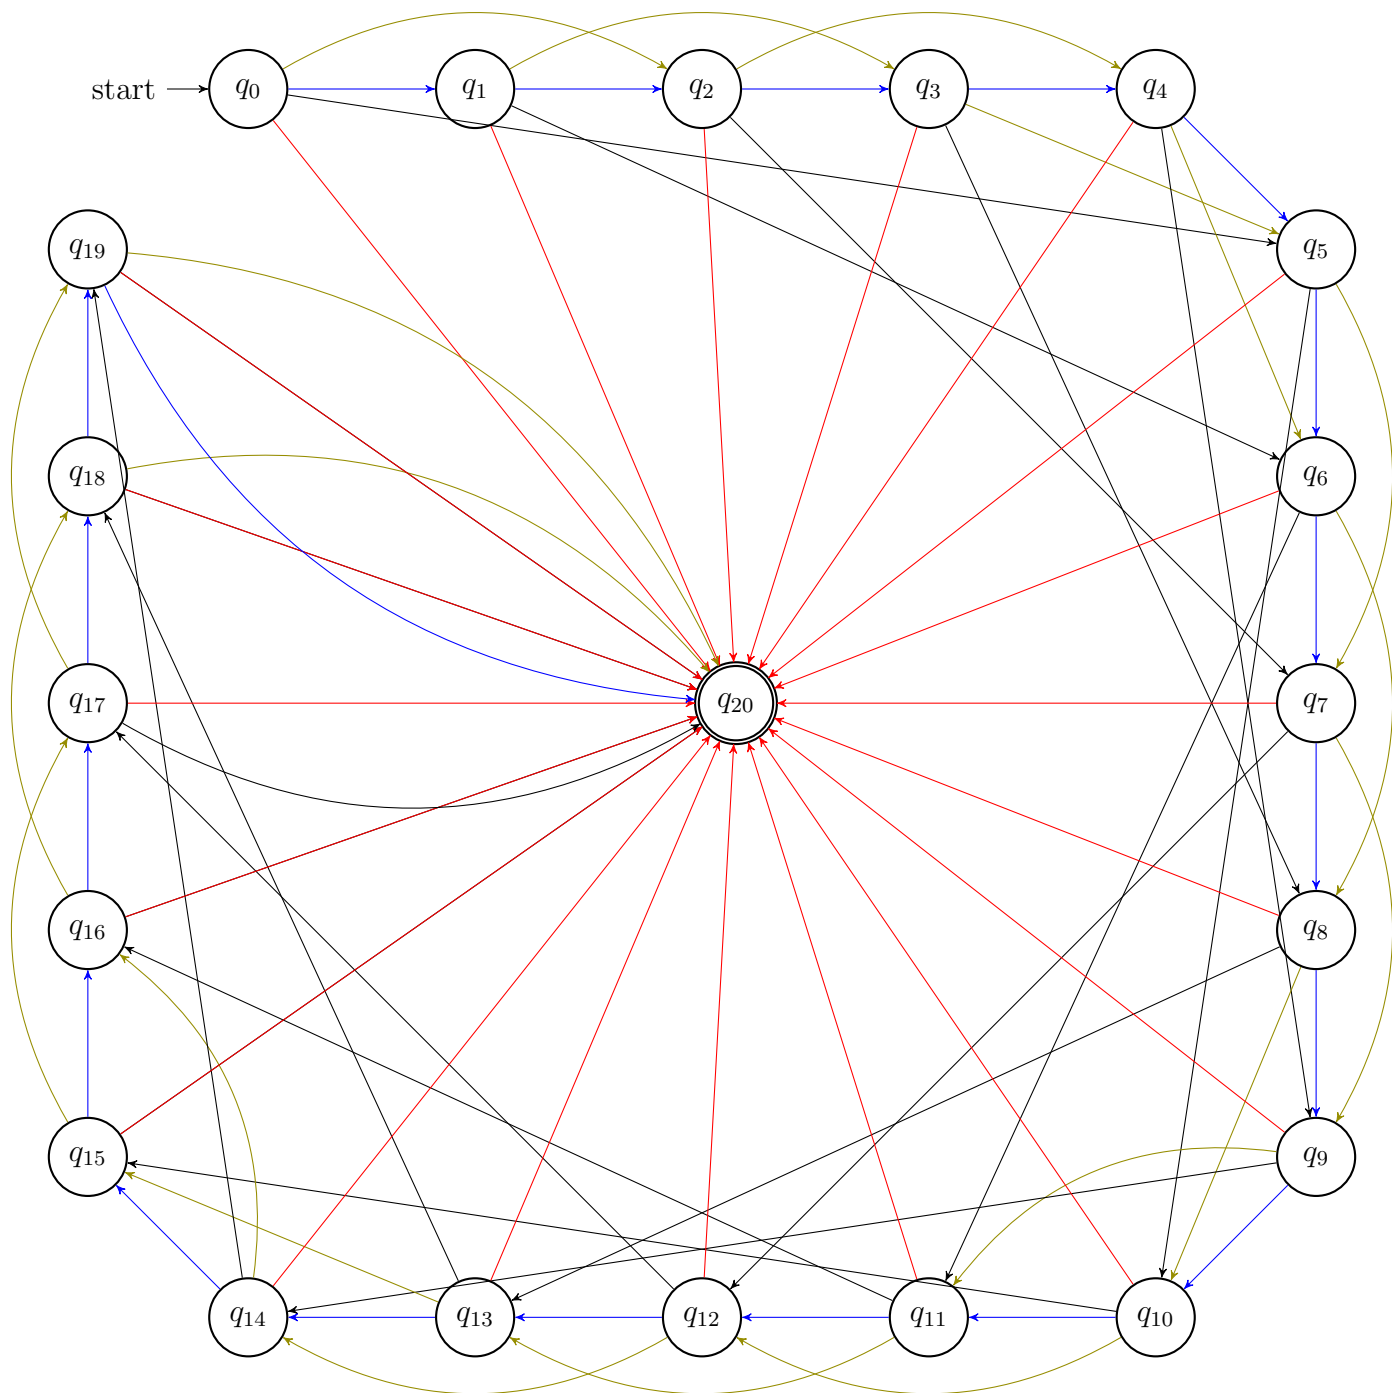 start q₀ q₁ q₂ q₃ q₄
q₁₉ q₅
q₁₈ q₆
q₁₇ q₂₀ q₇
q₁₆ q₈
q₁₅ q₉
q₁₄ q₁₃ q₁₂ q₁₁ q₁₀